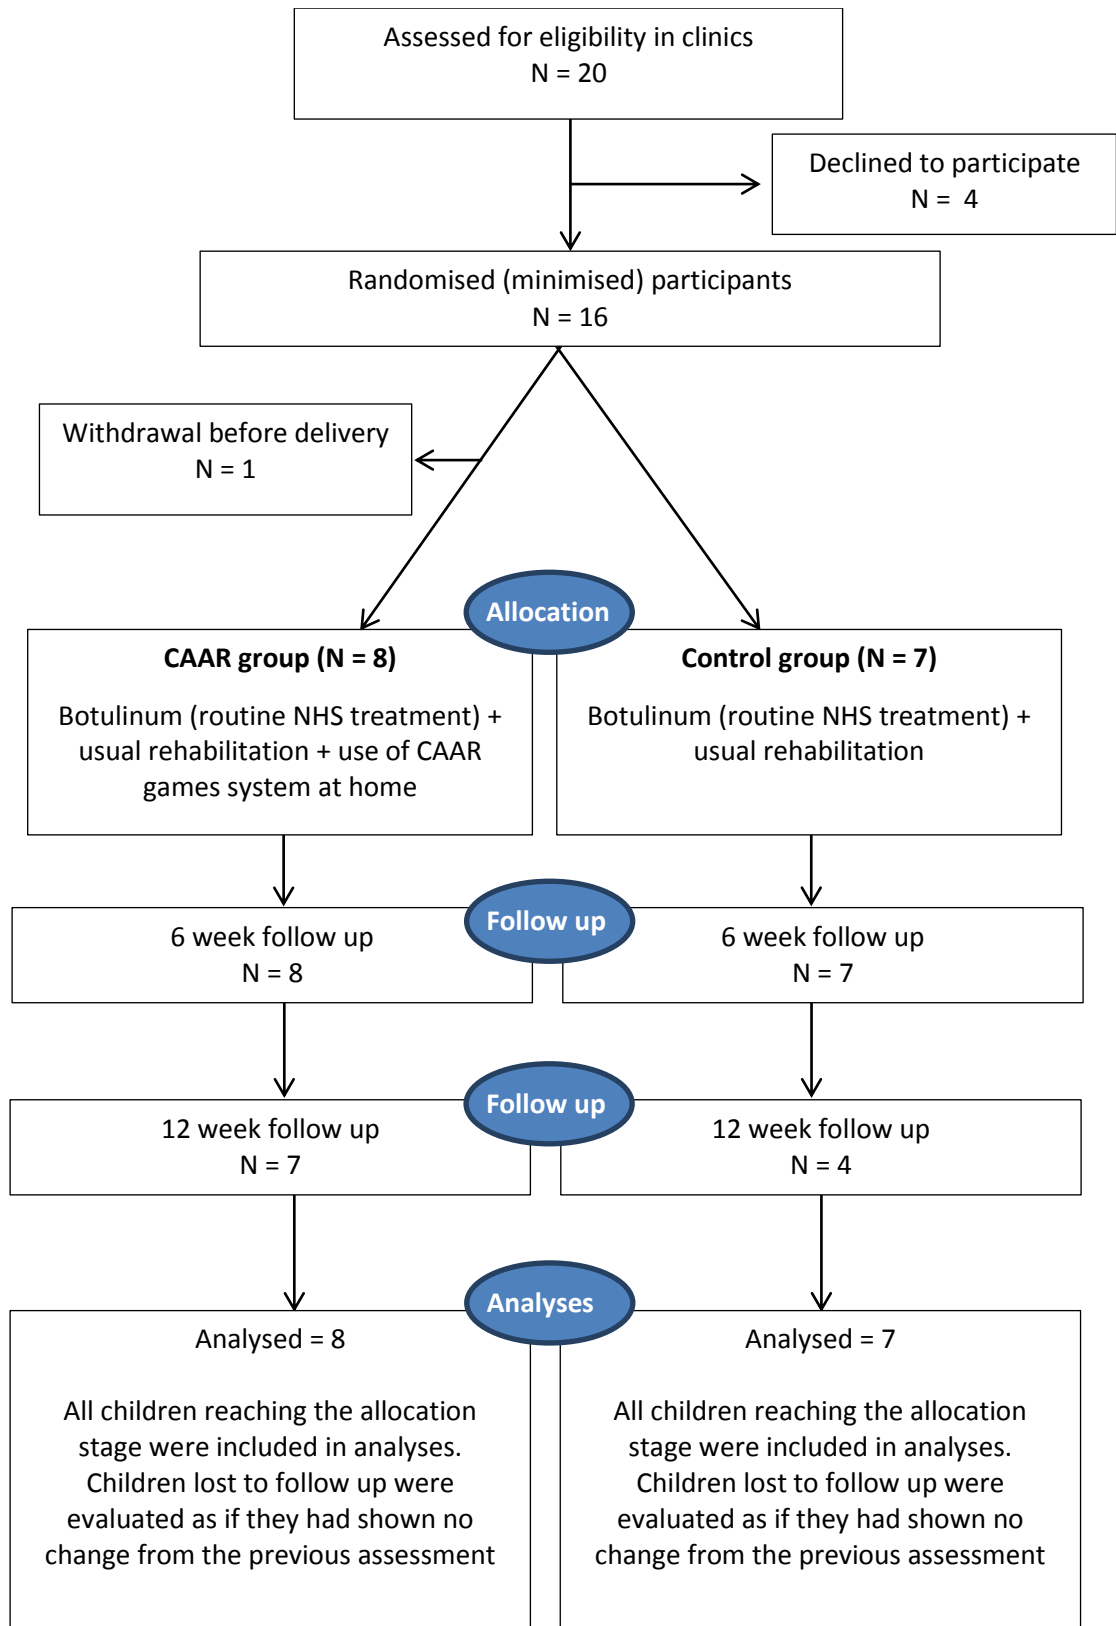 Assessed for eligibility in clinics
N = 20
Declined to participate
N = 4
Randomised (minimised) participants
N = 16
Withdrawal before delivery
N = 1
Allocation
CAAR group (N = 8)
Botulinum (routine NHS treatment) +
usual rehabilitation + use of CAAR
games system at home
Control group (N = 7)
Botulinum (routine NHS treatment) +
usual rehabilitation
Follow up
6 week follow up
N = 8
6 week follow up
N = 7
Follow up
12 week follow up
N = 7
12 week follow up
N = 4
Analyses
Analysed = 8
All children reaching the allocation
stage were included in analyses.
Children lost to follow up were
evaluated as if they had shown no
change from the previous assessment
Analysed = 7
All children reaching the allocation
stage were included in analyses.
Children lost to follow up were
evaluated as if they had shown no
change from the previous assessment